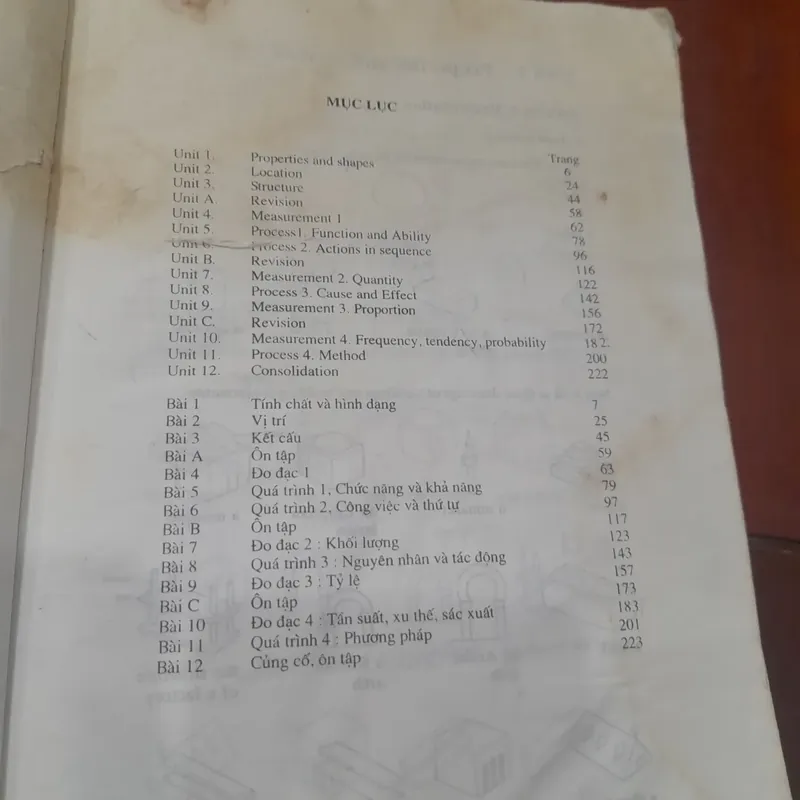 MỤC LỤC
Trang
Unit 1. Properties and shapes 6
Unit 2. Location 24
Unit 3. Structure 44
Unit A. Revision 58
Unit 4. Measurement 1 62
Unit 5. Process1. Function and Ability 78
Unit 6. Process 2. Actions in sequence 96
Unit B. Revision 116
Unit 7. Measurement 2. Quantity 122
Unit 8. Process 3. Cause and Effect 142
Unit 9. Measurement 3. Proportion 156
Unit C. Revision 172
Unit 10. Measurement 4. Frequency, tendency, probability 182.
Unit 11. Process 4. Method 200
Unit 12. Consolidation 222
Bài 1 Tính chất và hình dạng 7
Bài 2 Vị trí 25
Bài 3 Kết cấu 45
Bài A Ôn tập 59
Bài 4 Đo đạc 1 63
Bài 5 Quá trình 1, Chức năng và khả năng 79
Bài 6 Quá trình 2, Công việc và thứ tự 97
Bài B Ôn tập 117
Bài 7 Đo đạc 2 : Khối lượng 123
Bài 8 Quá trình 3 : Nguyên nhân và tác động 143
Bài 9 Đo đạc 3 : Tỷ lệ 157
Bài C Ôn tập 173
Bài 10 Đo đạc 4 : Tần suất, xu thế, sác xuất 183
Bài 11 Quá trình 4 : Phương pháp 201
Bài 12 Củng cố, ôn tập 223